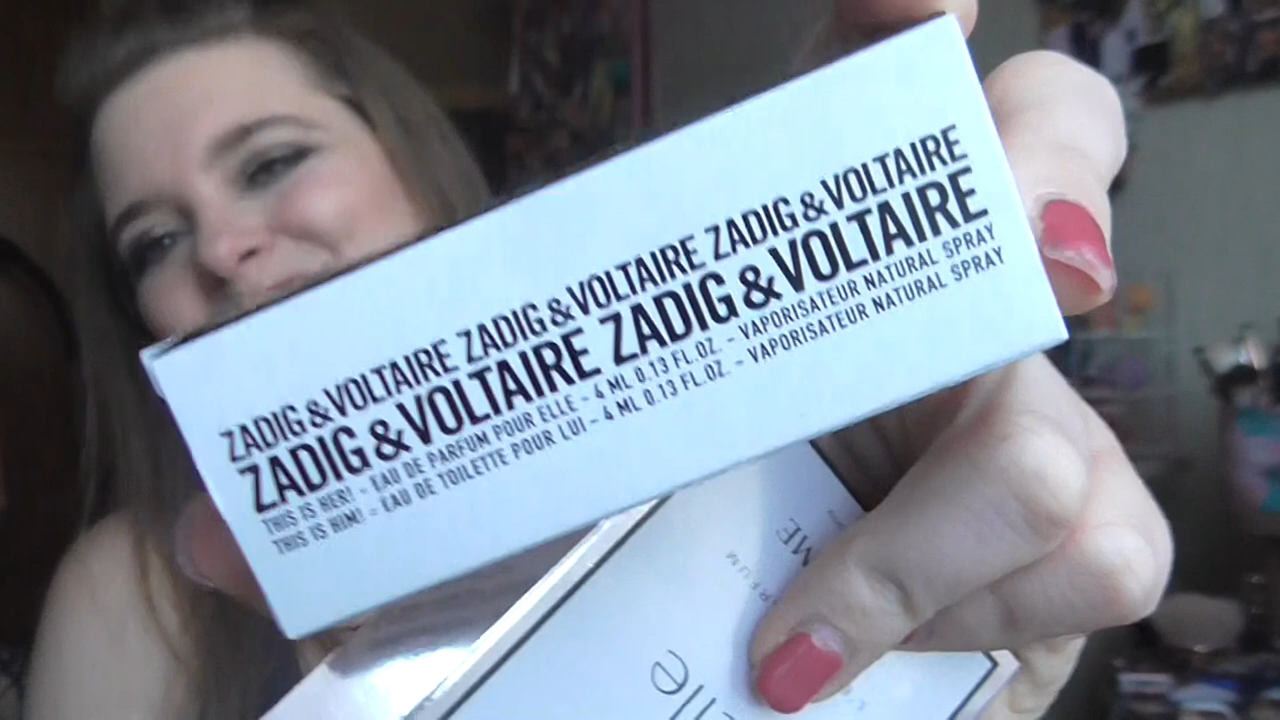 ZADIG&VOLTAIRE ZADIG&VOLTAIRE ZADIG&VOLTAIRE
ZADIG&VOLTAIRE ZADIG&VOLTAIRE
THIS IS HER! - EAU DE PARFUM POUR ELLE - 4 ML 0.13 FL.OZ. - VAPORISATEUR NATURAL SPRAY
THIS IS HIM! - EAU DE TOILETTE POUR LUI - 4 ML 0.13 FL.OZ. - VAPORISATEUR NATURAL SPRAY